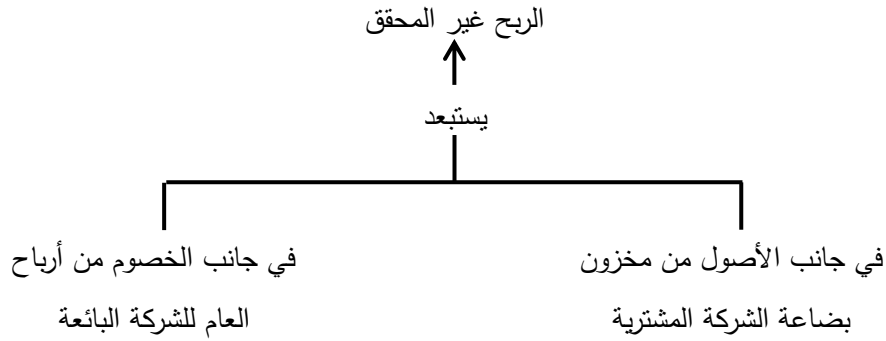 الربح غير المحقق
يستبعد
في جانب الأصول من مخزون
بضاعة الشركة المشترية
في جانب الخصوم من أرباح
العام للشركة البائعة